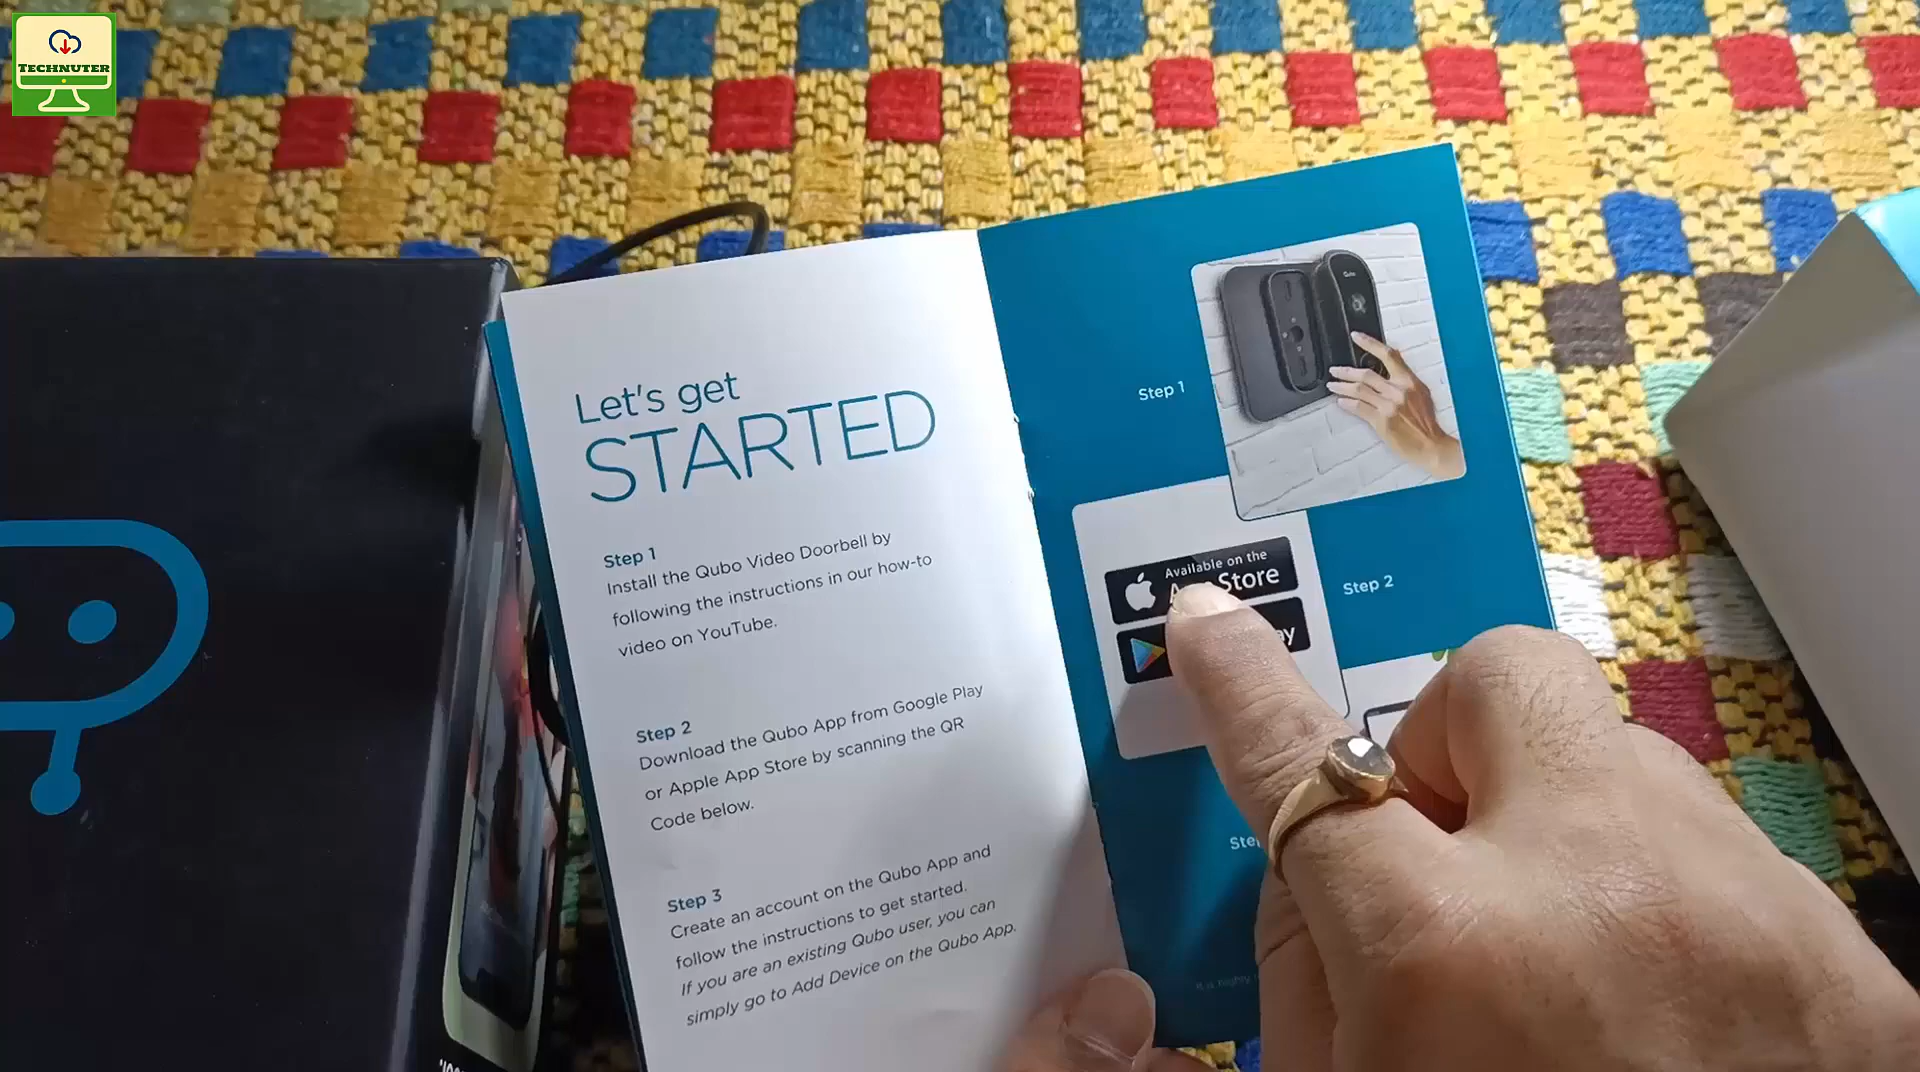 TECHNUTER
Let's get
STARTED
Step 1
Install the Qubo Video Doorbell by
following the instructions in our how-to
video on YouTube.
Step 2
Download the Qubo App from Google Play
or Apple App Store by scanning the QR
Code below.
Step 3
Create an account on the Qubo App and
follow the instructions to get started.
If you are an existing Qubo user, you can
simply go to Add Device on the Qubo App.
Step 1
Available on the
Store
Step 2